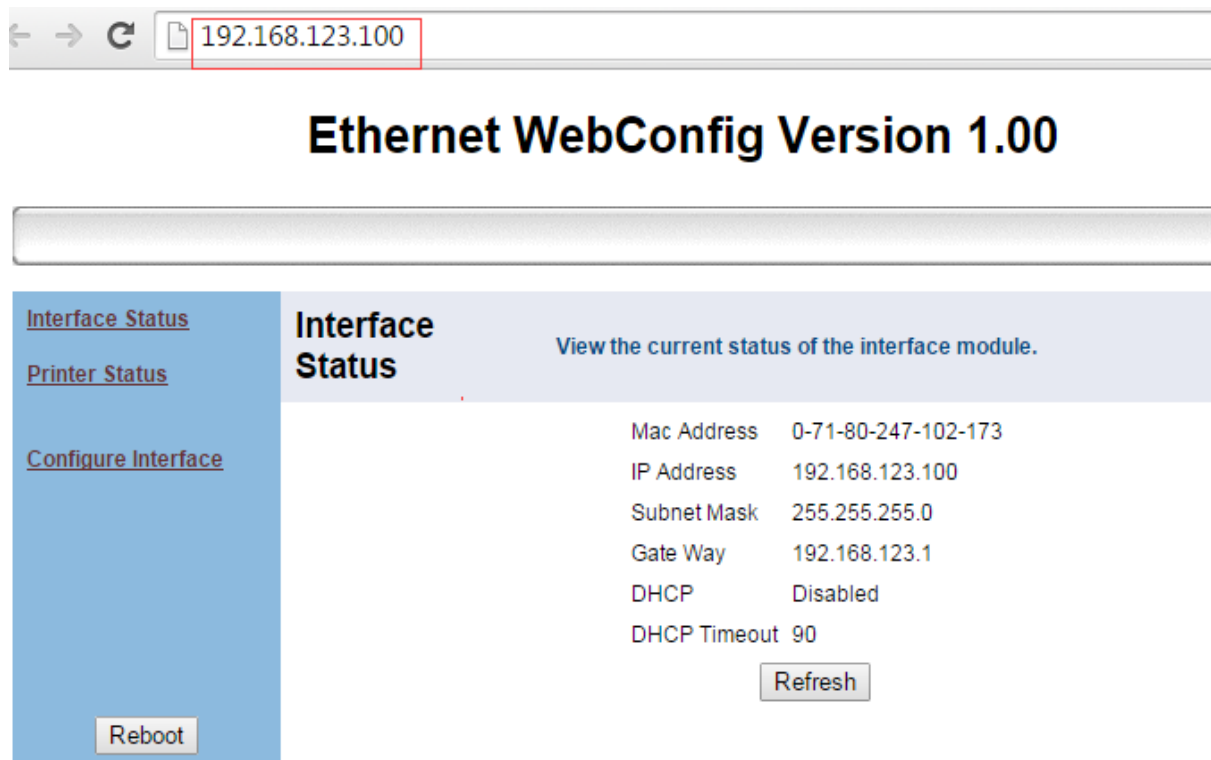 192.168.123.100
Ethernet WebConfig Version 1.00
Interface Status
Printer Status
Configure Interface
Reboot
Interface
Status
View the current status of the interface module.
Mac Address 0-71-80-247-102-173
IP Address 192.168.123.100
Subnet Mask 255.255.255.0
Gate Way 192.168.123.1
DHCP Disabled
DHCP Timeout 90
Refresh